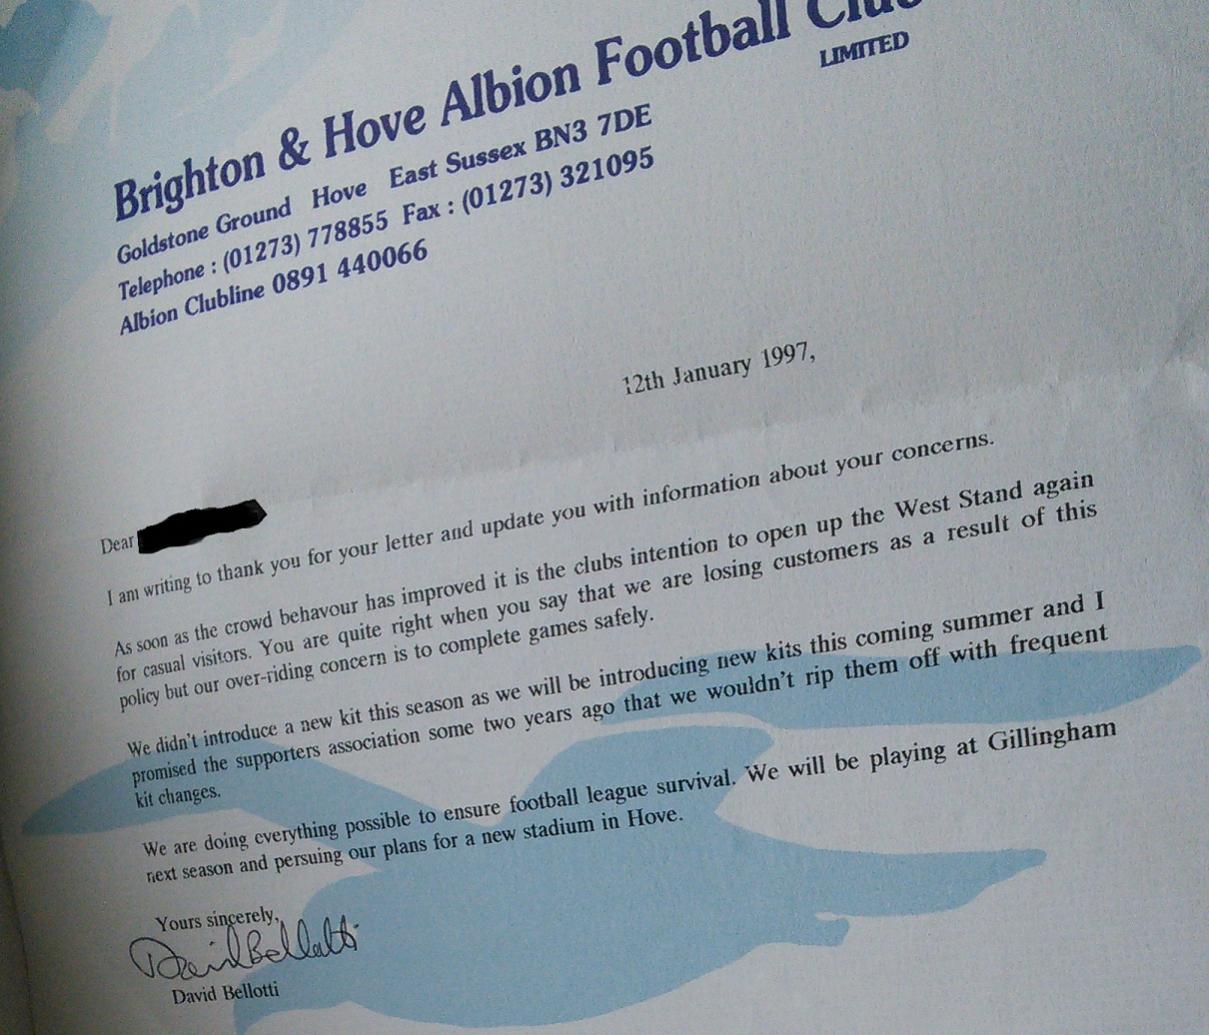 Brighton & Hove Albion Football Club
LIMITED
Goldstone Ground Hove East Sussex BN3 7DE
Telephone : (01273) 778855 Fax : (01273) 321095
Albion Clubline 0891 440066
12th January 1997,
Dear
I am writing to thank you for your letter and update you with information about your concerns.
As soon as the crowd behavour has improved it is the clubs intention to open up the West Stand again
for casual visitors. You are quite right when you say that we are losing customers as a result of this
policy but our over-riding concern is to complete games safely.
We didn't introduce a new kit this season as we will be introducing new kits this coming summer and I
promised the supporters association some two years ago that we wouldn't rip them off with frequent
kit changes.
We are doing everything possible to ensure football league survival. We will be playing at Gillingham
next season and persuing our plans for a new stadium in Hove.
Yours sincerely,
David Bellotti
David Bellotti